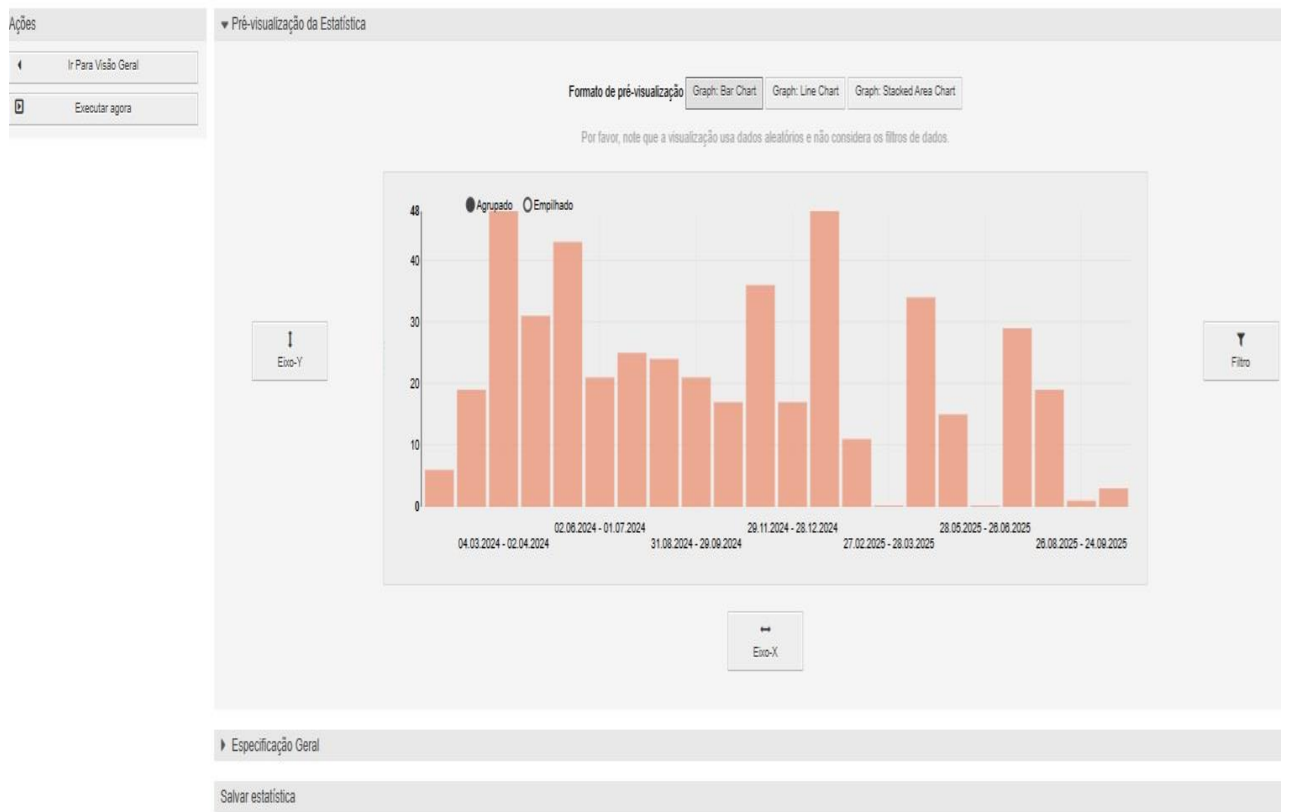 Ações
Ir Para Visão Geral
Executar agora
Pré-visualização da Estatística
Formato de pré-visualização Graph: Bar Chart Graph: Line Chart Graph: Stacked Area Chart
Por favor, note que a visualização usa dados aleatórios e não considera os filtros de dados.
Agrupado Empilhado
48
40
30
20
10
0
02.06.2024 - 01.07.2024 29.11.2024 - 28.12.2024 28.05.2025 - 26.06.2025
04.03.2024 - 02.04.2024 31.08.2024 - 29.09.2024 27.02.2025 - 28.03.2025 26.08.2025 - 24.09.2025
Eixo-Y
Filtro
Eixo-X
Especificação Geral
Salvar estatística